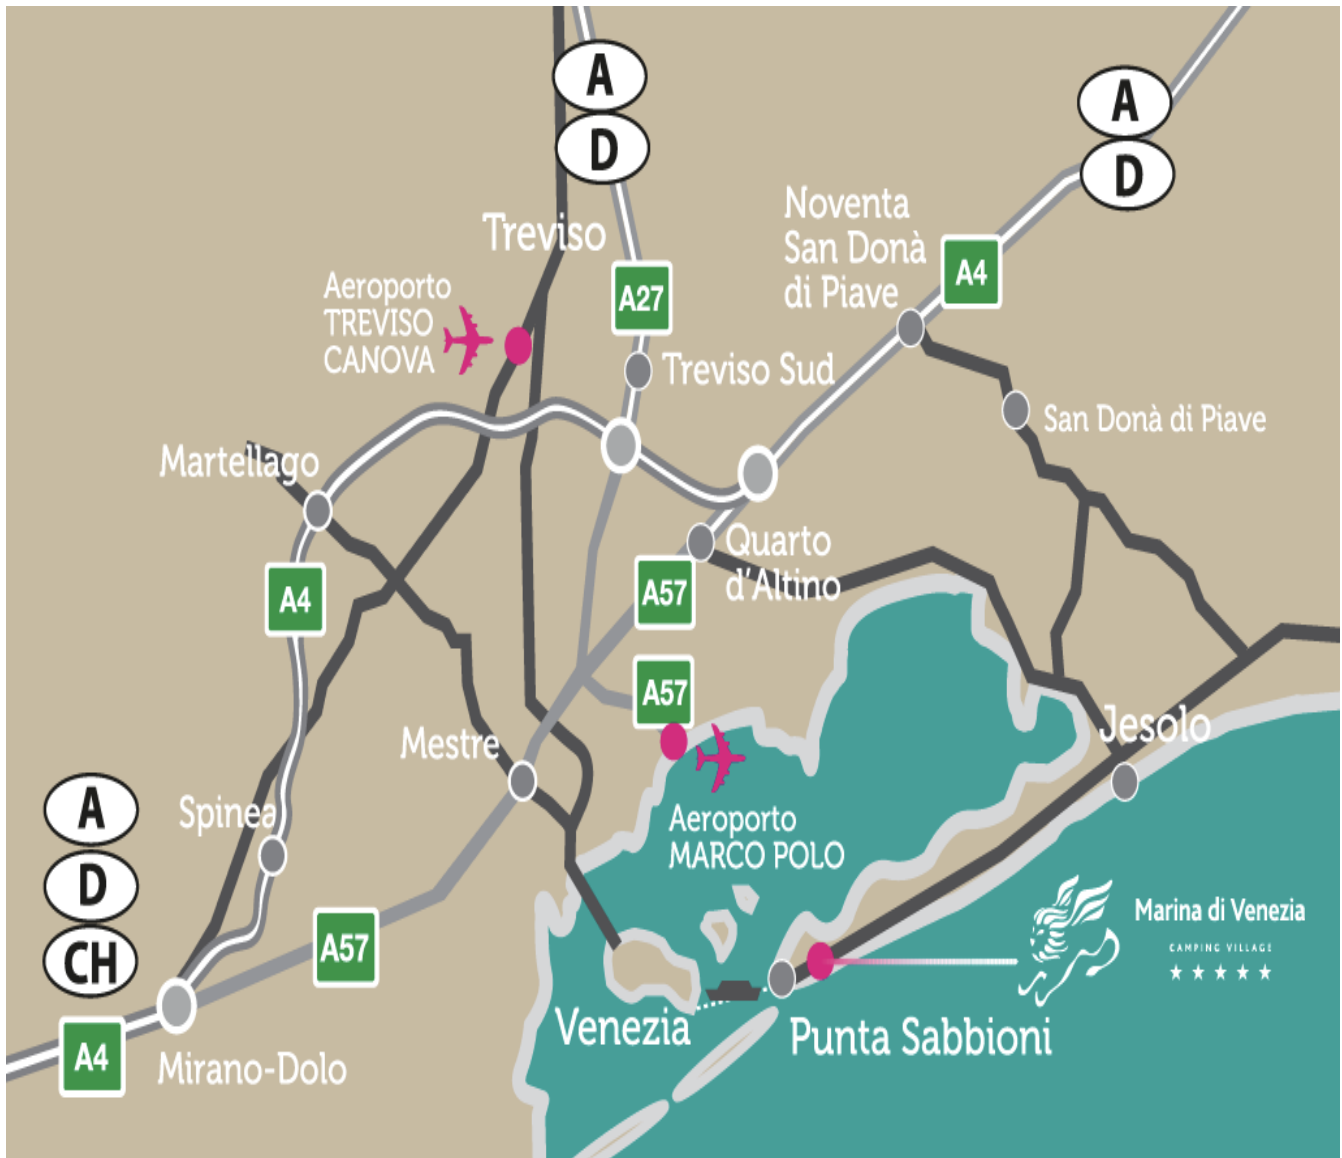 A
D
A
D
Noventa
San Donà
di Piave
Treviso
A4
Aeroporto
TREVISO
CANOVA
A27
Treviso Sud
San Donà di Piave
Martellago
Quarto
d'Altino
A57
A4
A57
Jesolo
Mestre
A
D
CH
Spinea
Aeroporto
MARCO POLO
Marina di Venezia
CAMPING VILLAGE
A57
Venezia
Punta Sabbioni
A4
Mirano-Dolo